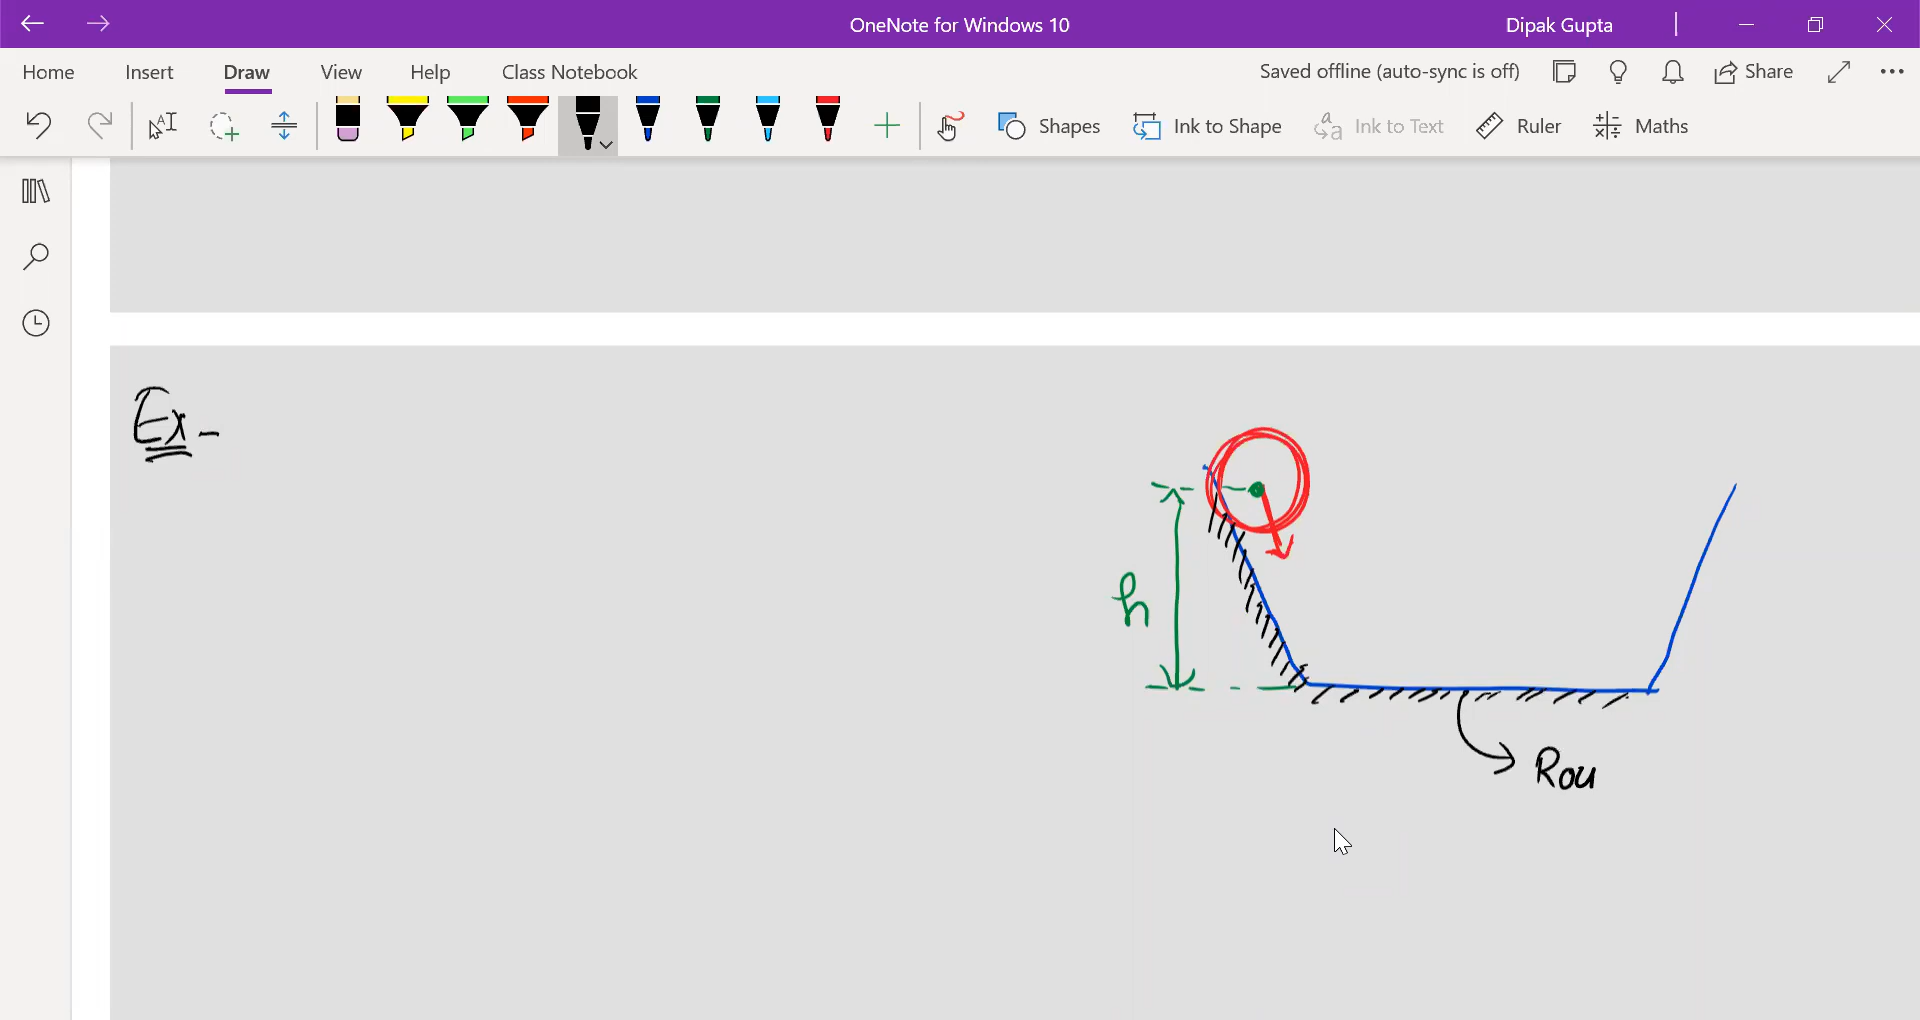 OneNote for Windows 10
Dipak Gupta
Home Insert Draw View Help Class Notebook
Saved offline (auto-sync is off) Share
Shapes Ink to Shape Ink to Text Ruler Maths
Ex-
h
Rou